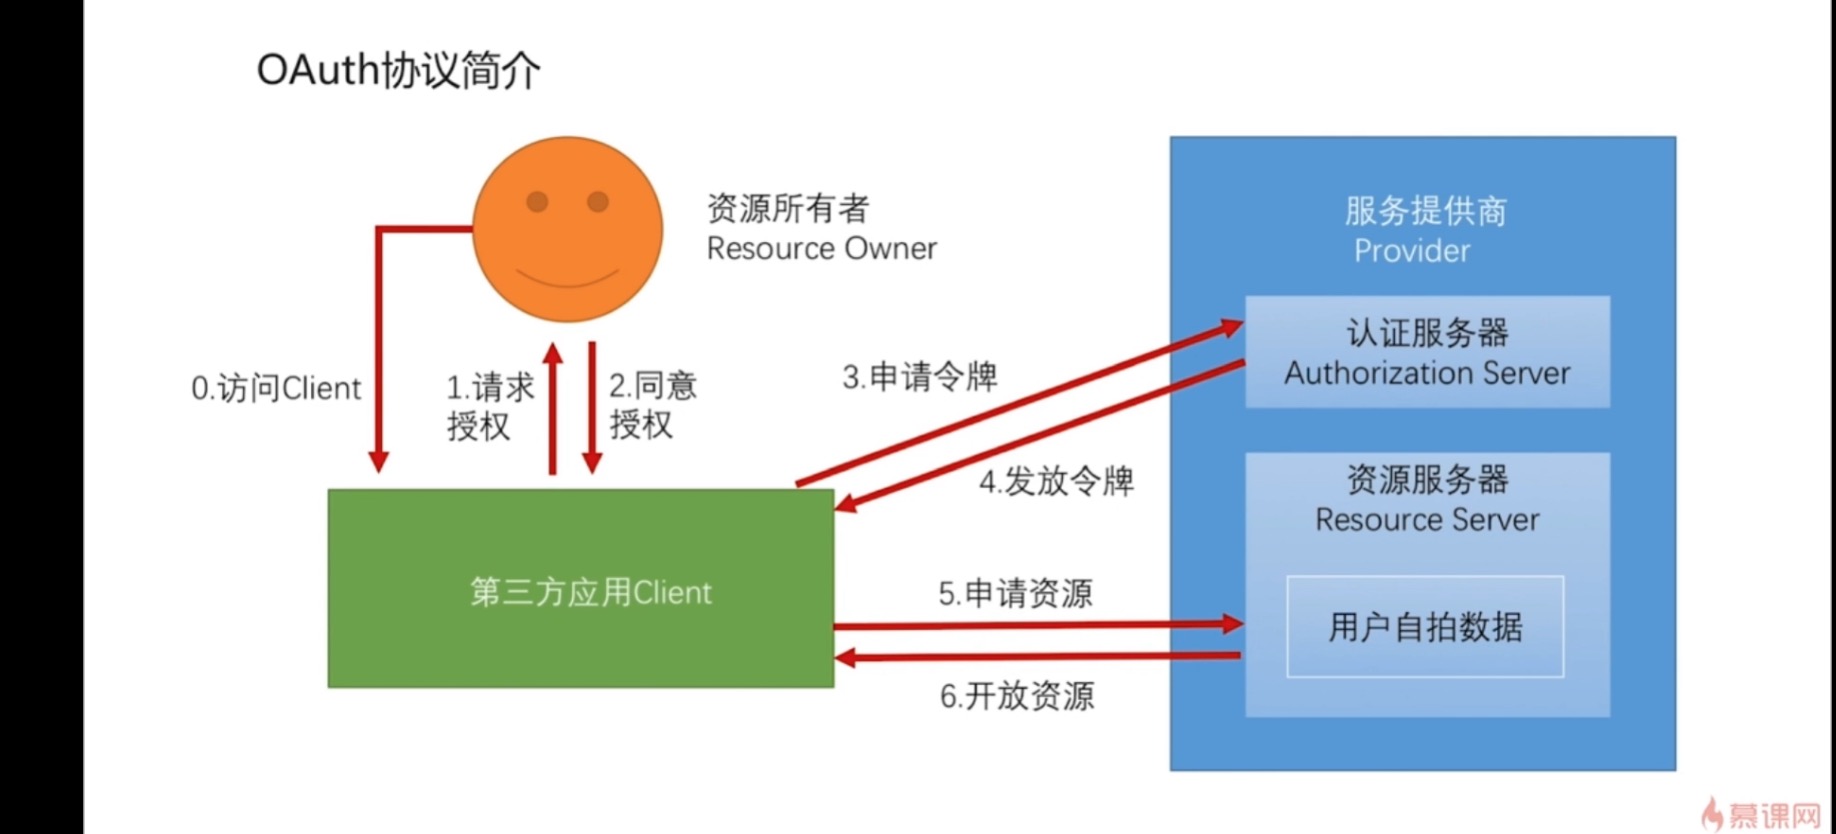 OAuth协议简介
资源所有者
Resource Owner
服务提供商
Provider
0.访问Client
1.请求
授权
2.同意
授权
3.申请令牌
认证服务器
Authorization Server
4.发放令牌
资源服务器
Resource Server
第三方应用Client
5.申请资源
用户自拍数据
6.开放资源
慕课网